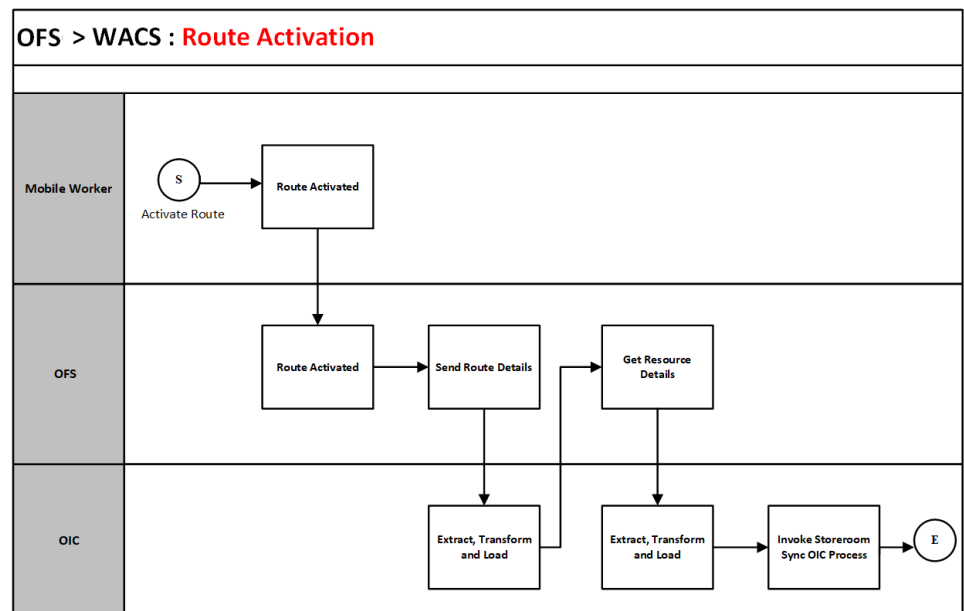 OFS > WACS : Route Activation
Mobile Worker
S
Activate Route
Route Activated
OFS
Route Activated
Send Route Details
Get Resource
Details
OIC
Extract, Transform
and Load
Extract, Transform
and Load
Invoke Storeroom
Sync OIC Process
E